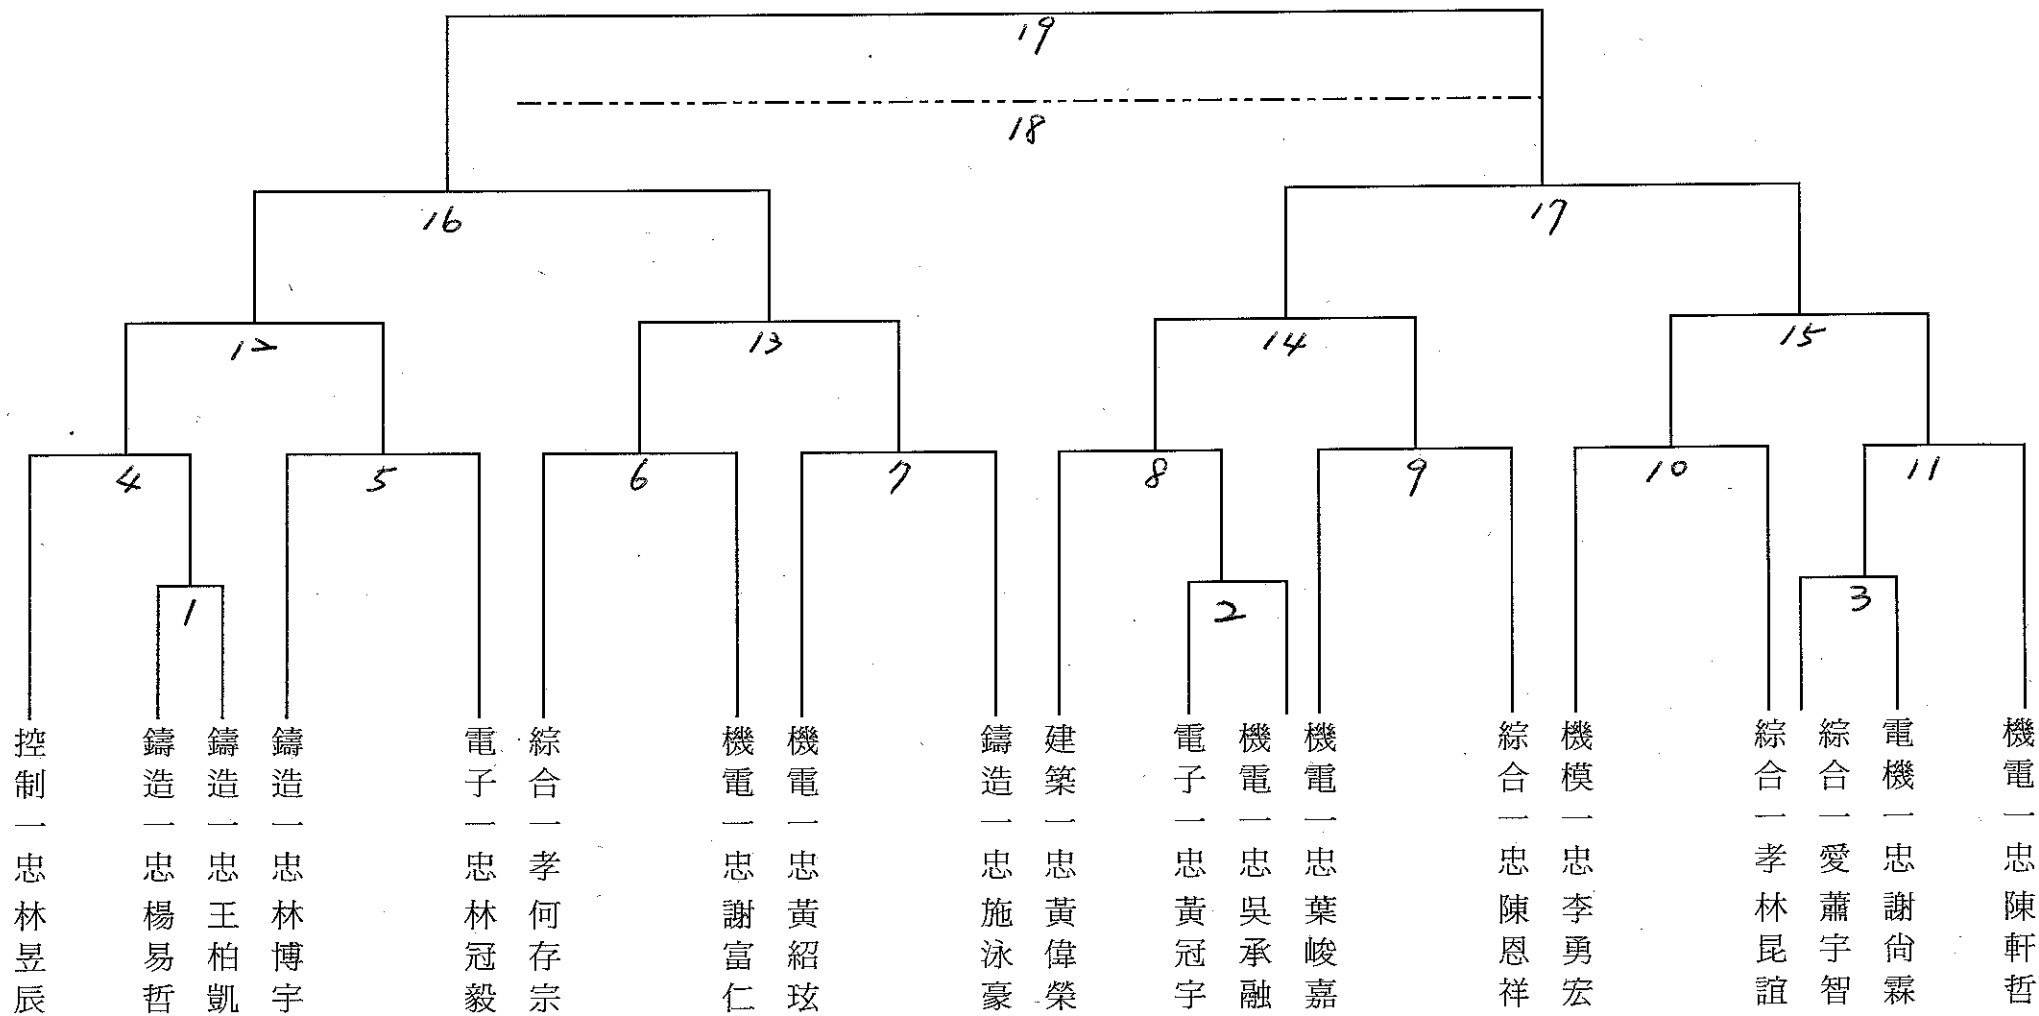 19
18
16
17
12
13
14
15
4
5
6
7
8
9
10
11
1
2
3
控制一忠林昱辰
鑄造一忠楊易哲
鑄造一忠王柏凱
鑄造一忠林博宇
電子一忠林冠毅
綜合一孝何存宗
機電一忠謝富仁
機電一忠黃紹玹
鑄造一忠施泳豪
建築一忠黃偉榮
電子一忠黃冠宇
機電一忠吳承融
機電一忠葉峻嘉
綜合一忠陳恩祥
機模一忠李勇宏
綜合一孝林昆誼
綜合一愛蕭宇智
電機一忠謝尙霖
機電一忠陳軒哲